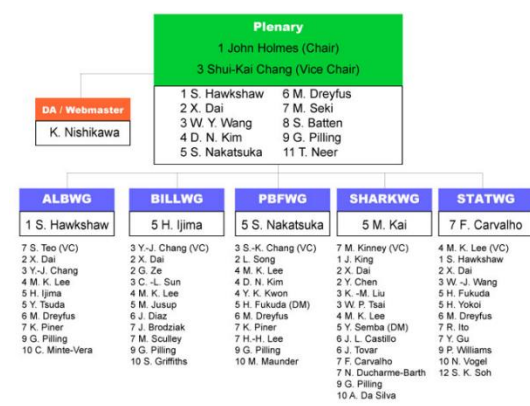 Plenary
1 John Holmes (Chair)
3 Shui-Kai Chang (Vice Chair)
1 S. Hawkshaw
2 X. Dai
3 W. Y. Wang
4 D. N. Kim
5 S. Nakatsuka
6 M. Dreyfus
7 M. Seki
8 S. Batten
9 G. Pilling
11 T. Neer
DA / Webmaster
K. Nishikawa
ALBWG
1 S. Hawkshaw
7 S. Teo (VC)
2 X. Dai
3 Y.-J. Chang
4 M. K. Lee
5 H. Ijima
5 Y. Tsuda
6 M. Dreyfus
7 K. Piner
9 G. Pilling
10 C. Minte-Vera
BILLWG
5 H. Ijima
3 Y.-J. Chang (VC)
2 X. Dai
2 G. Ze
3 C. -L. Sun
4 M. K. Lee
5 M. Jusup
6 J. Diaz
7 J. Brodziak
7 M. Sculley
9 G. Pilling
10 S. Griffiths
PBFWG
5 S. Nakatsuka
3 S.-K. Chang (VC)
2 L. Song
4 M. K. Lee
4 D. N. Kim
4 Y. K. Kwon
5 H. Fukuda (DM)
6 M. Dreyfus
7 K. Piner
7 H.-H. Lee
9 G. Pilling
10 M. Maunder
SHARKWG
5 M. Kai
7 M. Kinney (VC)
1 J. King
2 X. Dai
2 Y. Chen
3 K. -M. Liu
3 W. P. Tsai
4 M. K. Lee
5 Y. Semba (DM)
6 J. L. Castillo
6 J. Tovar
7 F. Carvalho
7 N. Ducharme-Barth
9 G. Pilling
10 A. Da Silva
STATWG
7 F. Carvalho
4 M. K. Lee (VC)
1 S. Hawkshaw
2 X. Dai
3 W. -J. Wang
5 H. Fukuda
5 H. Yokoi
6 M. Dreyfus
7 R. Ito
7 Y. Gu
9 P. Williams
10 N. Vogel
12 S. K. Soh